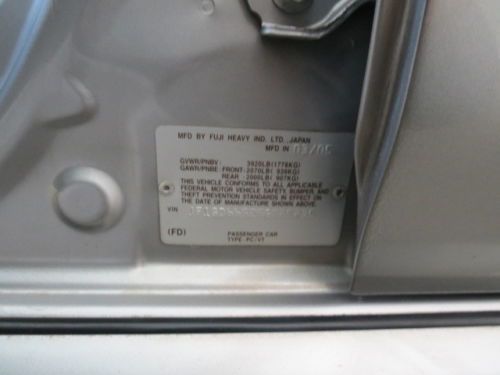 MFD BY FUJI HEAVY IND. LTD. JAPAN
MFD IN 03/05
GVWR/PNBV : 3920LB(1778KG)
GAWR/PNBE: FRONT-2070LB( 939KG)
REAR -2000LB( 907KG)
THIS VEHICLE CONFORMS TO ALL APPLICABLE
FEDERAL MOTOR VEHICLE SAFETY, BUMPER, AND
THEFT PREVENTION STANDARDS IN EFFECT ON
THE DATE OF MANUFACTURE SHOWN ABOVE.
VIN
(FD)
PASSENGER CAR
TYPE PC/VT